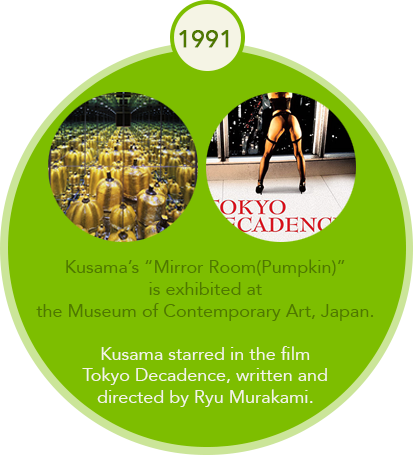 1991
TOKYO
DECADENCE
Kusama's “Mirror Room(Pumpkin)”
is exhibited at
the Museum of Contemporary Art, Japan.
Kusama starred in the film
Tokyo Decadence, written and
directed by Ryu Murakami.